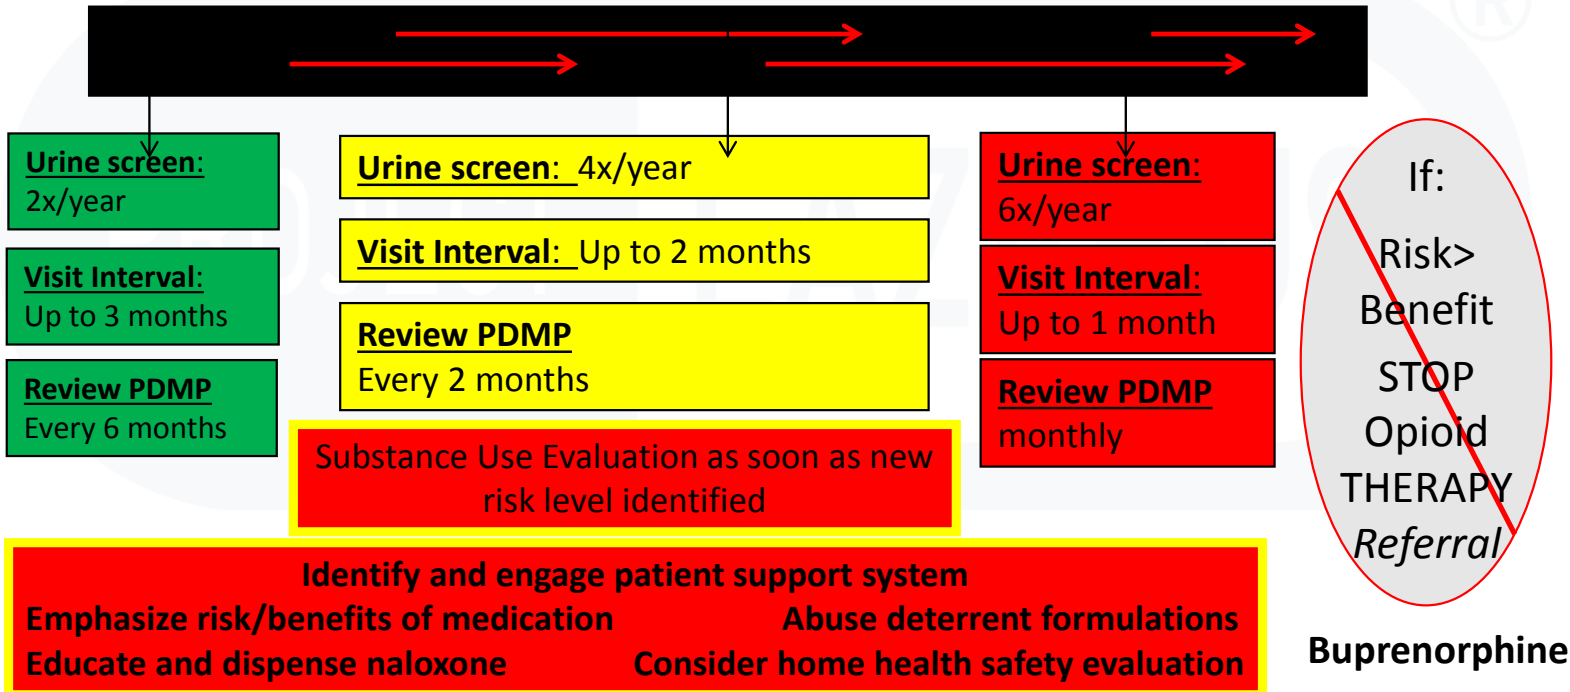 Urine screen:
2x/year
Visit Interval:
Up to 3 months
Review PDMP
Every 6 months
Urine screen: 4x/year
Visit Interval: Up to 2 months
Review PDMP
Every 2 months
Urine screen:
6x/year
Visit Interval:
Up to 1 month
Review PDMP
monthly
If:
Risk>
Benefit
STOP
Opioid
THERAPY
Referral
Substance Use Evaluation as soon as new
risk level identified
Identify and engage patient support system
Emphasize risk/benefits of medication Abuse deterrent formulations
Educate and dispense naloxone Consider home health safety evaluation
Buprenorphine
®